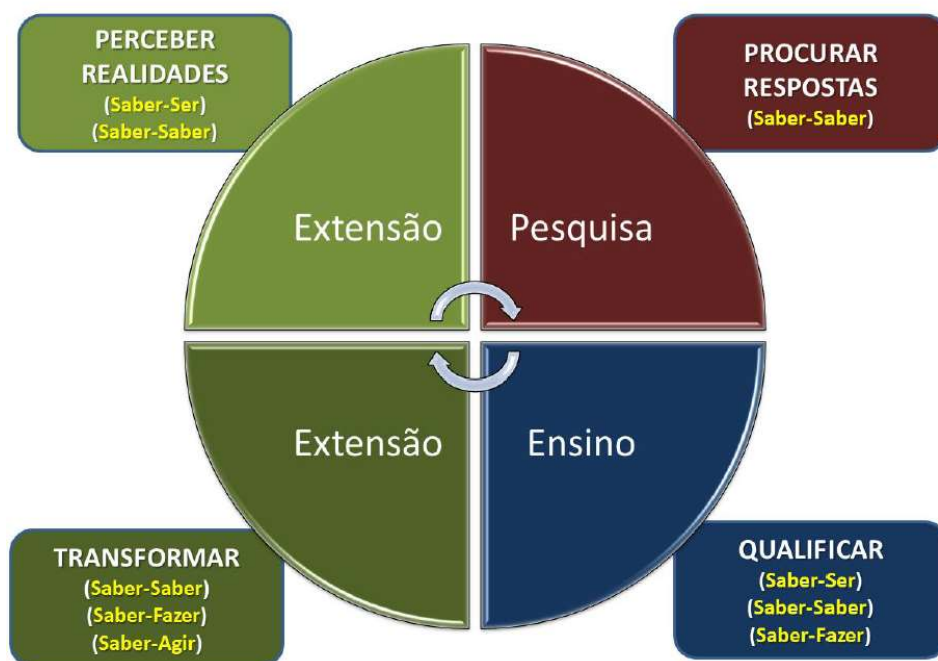 PERCEBER
REALIDADES
(Saber-Ser)
(Saber-Saber)
PROCURAR
RESPOSTAS
(Saber-Saber)
Extensão
Pesquisa
Extensão
Ensino
TRANSFORMAR
(Saber-Saber)
(Saber-Fazer)
(Saber-Agir)
QUALIFICAR
(Saber-Ser)
(Saber-Saber)
(Saber-Fazer)